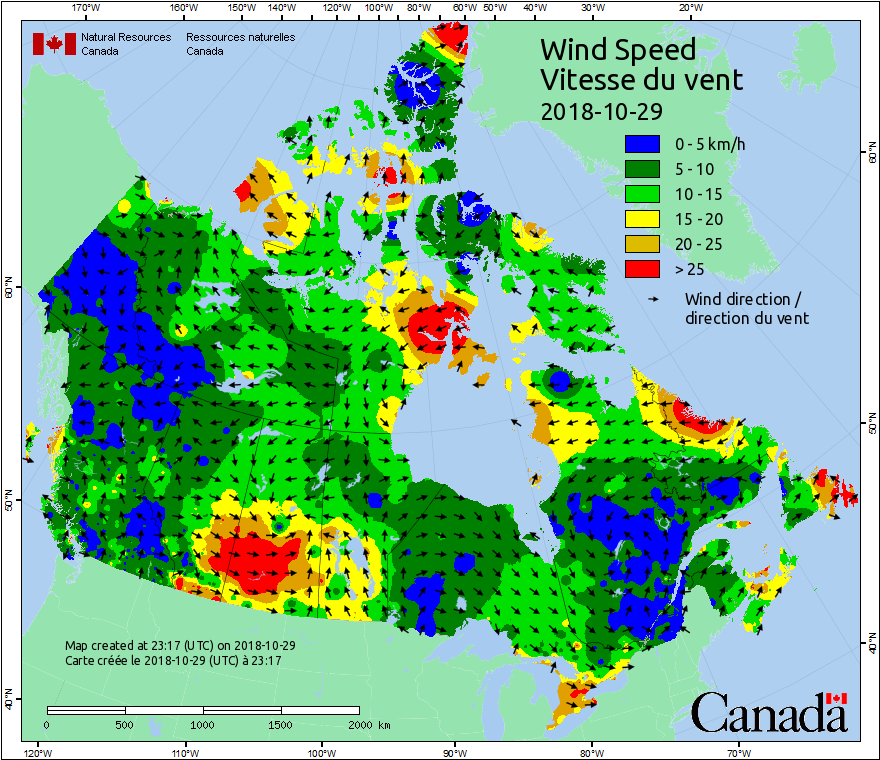 170°W 160°W 150°W 140°W 130°W 120°W 110°W 100°W 80°W 60°W 50°W 40°W 30°W 20°W
Natural Resources Ressources naturelles
Canada Canada
Wind Speed
Vitesse du vent
2018-10-29
0 - 5 km/h
5 - 10
10 - 15
15 - 20
20 - 25
> 25
Wind direction /
direction du vent
60°N
60°N
50°N
50°N
40°N
40°N
Map created at 23:17 (UTC) on 2018-10-29
Carte créée le 2018-10-29 (UTC) à 23:17
0 500 1000 1500 2000 km
Canada
120°W 110°W 100°W 90°W 80°W 70°W